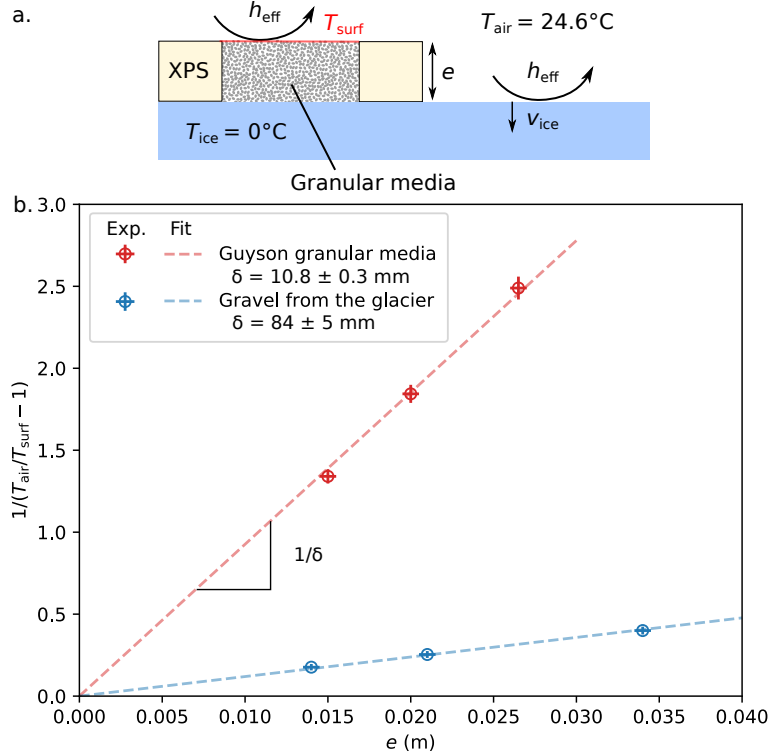 a.
h_eff
T_surf
T_air = 24.6°C
XPS
e
h_eff
T_ice = 0°C
v_ice
Granular media
b.
3.0
2.5
2.0
1.5
1.0
0.5
0.0
1/(T_air/T_surf − 1)
Exp. Fit
Guyson granular media
δ = 10.8 ± 0.3 mm
Gravel from the glacier
δ = 84 ± 5 mm
1/δ
0.000 0.005 0.010 0.015 0.020 0.025 0.030 0.035 0.040
e (m)